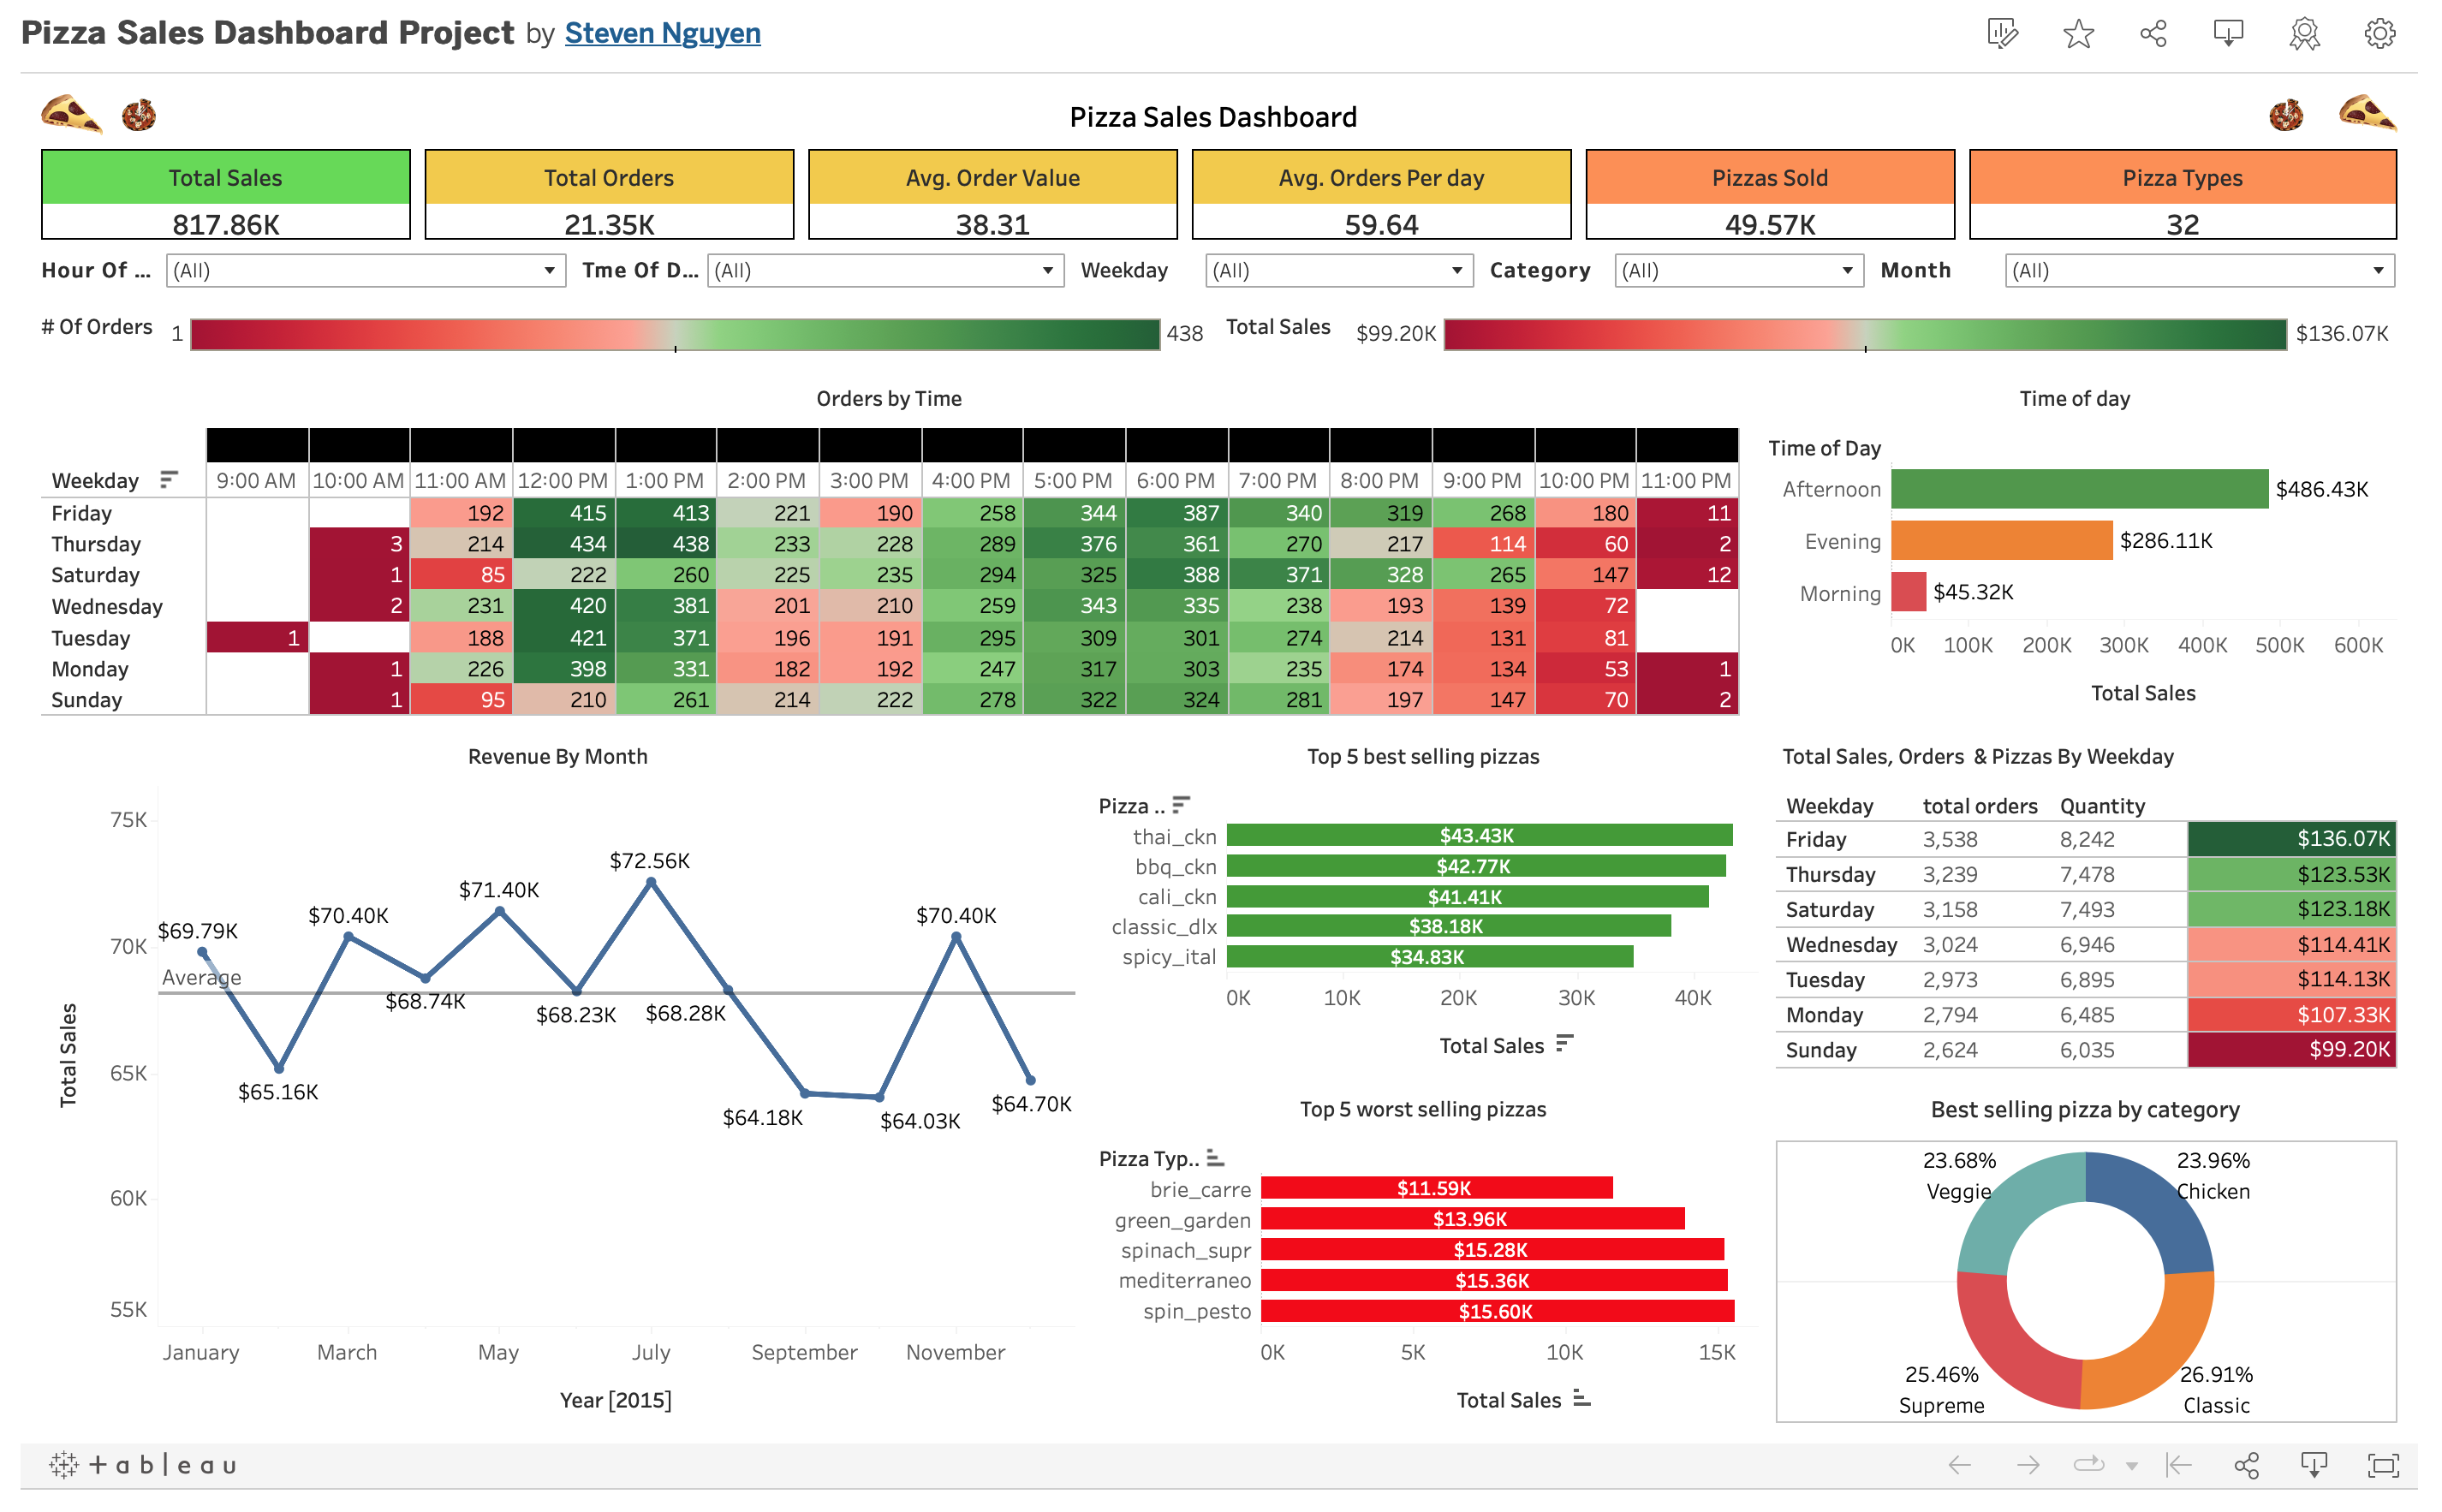 Pizza Sales Dashboard Project by Steven Nguyen
Pizza Sales Dashboard
Total Sales Total Orders Avg. Order Value Avg. Orders Per day Pizzas Sold Pizza Types
817.86K 21.35K 38.31 59.64 49.57K 32
Hour Of ... (All) Tme Of D... (All) Weekday (All) Category (All) Month (All)
# Of Orders 1 438 Total Sales $99.20K $136.07K
Orders by Time
Weekday 9:00 AM 10:00 AM 11:00 AM 12:00 PM 1:00 PM 2:00 PM 3:00 PM 4:00 PM 5:00 PM 6:00 PM 7:00 PM 8:00 PM 9:00 PM 10:00 PM 11:00 PM
Friday 192 415 413 221 190 258 344 387 340 319 268 180 11
Thursday 3 214 434 438 233 228 289 376 361 270 217 114 60 2
Saturday 1 85 222 260 225 235 294 325 388 371 328 265 147 12
Wednesday 2 231 420 381 201 210 259 343 335 238 193 139 72
Tuesday 1 188 421 371 196 191 295 309 301 274 214 131 81
Monday 1 226 398 331 182 192 247 317 303 235 174 134 53 1
Sunday 1 95 210 261 214 222 278 322 324 281 197 147 70 2
Time of day
Time of Day
Afternoon $486.43K
Evening $286.11K
Morning $45.32K
0K 100K 200K 300K 400K 500K 600K
Total Sales
Revenue By Month
Total Sales
75K
70K
65K
60K
55K
$69.79K
$65.16K
$70.40K
$68.74K
$71.40K
$68.23K
$72.56K
$68.28K
$64.18K
$64.03K
$70.40K
$64.70K
Average
January March May July September November
Year [2015]
Top 5 best selling pizzas
Pizza ..
thai_ckn $43.43K
bbq_ckn $42.77K
cali_ckn $41.41K
classic_dlx $38.18K
spicy_ital $34.83K
0K 10K 20K 30K 40K
Total Sales
Top 5 worst selling pizzas
Pizza Typ..
brie_carre $11.59K
green_garden $13.96K
spinach_supr $15.28K
mediterraneo $15.36K
spin_pesto $15.60K
0K 5K 10K 15K
Total Sales
Total Sales, Orders & Pizzas By Weekday
Weekday total orders Quantity
Friday 3,538 8,242 $136.07K
Thursday 3,239 7,478 $123.53K
Saturday 3,158 7,493 $123.18K
Wednesday 3,024 6,946 $114.41K
Tuesday 2,973 6,895 $114.13K
Monday 2,794 6,485 $107.33K
Sunday 2,624 6,035 $99.20K
Best selling pizza by category
23.68%
Veggie
23.96%
Chicken
25.46%
Supreme
26.91%
Classic
+ableau